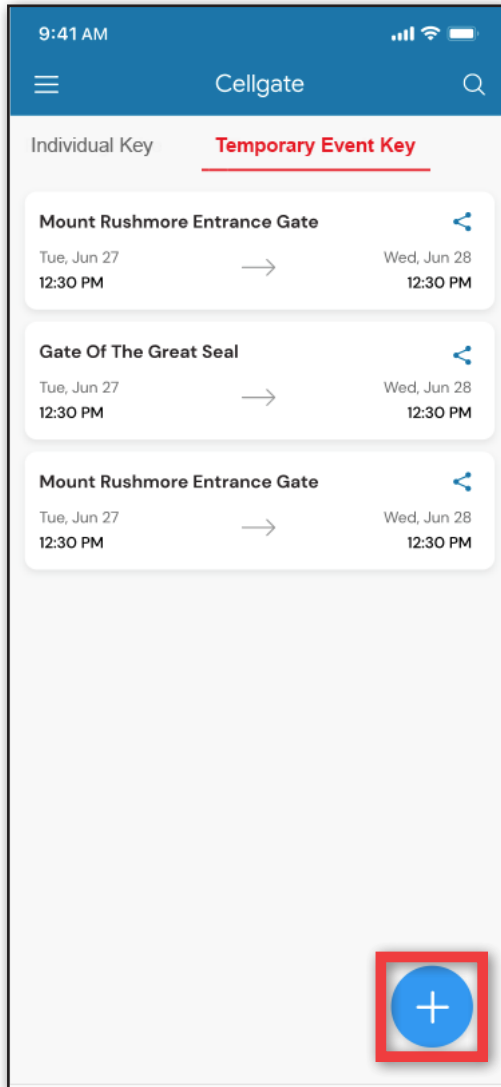 9:41 AM
Cellgate
Individual Key Temporary Event Key
Mount Rushmore Entrance Gate
Tue, Jun 27 Wed, Jun 28
12:30 PM 12:30 PM
Gate Of The Great Seal
Tue, Jun 27 Wed, Jun 28
12:30 PM 12:30 PM
Mount Rushmore Entrance Gate
Tue, Jun 27 Wed, Jun 28
12:30 PM 12:30 PM